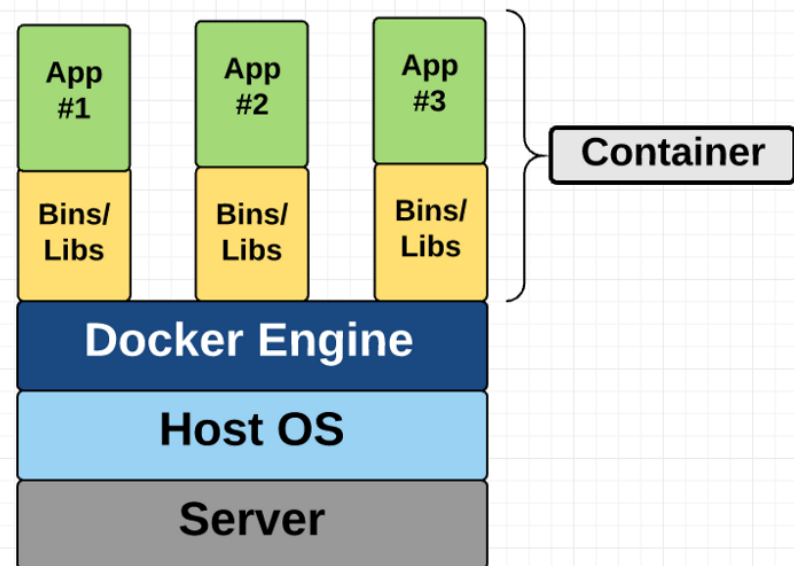 App
#1
App
#2
App
#3
Container
Bins/
Libs
Bins/
Libs
Bins/
Libs
Docker Engine
Host OS
Server